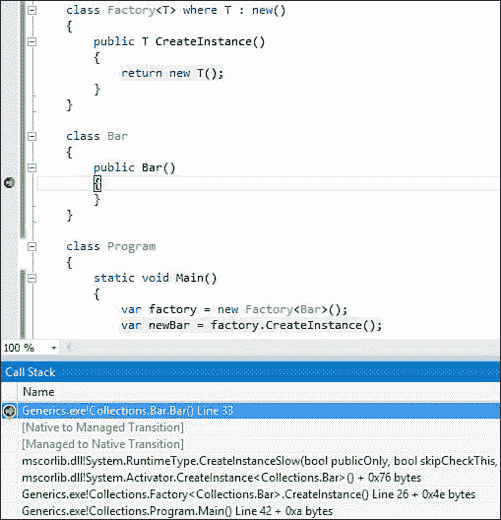 class Factory<T> where T : new()
{
public T CreateInstance()
{
return new T();
}
}
class Bar
{
public Bar()
{
}
}
class Program
{
static void Main()
{
var factory = new Factory<Bar>();
var newBar = factory.CreateInstance();
100 %
Call Stack
Name
Generics.exe!Collections.Bar.Bar() Line 33
[Native to Managed Transition]
[Managed to Native Transition]
mscorlib.dll!System.RuntimeType.CreateInstanceSlow(bool publicOnly, bool skipCheckThis,
mscorlib.dll!System.Activator.CreateInstance<Collections.Bar>() + 0x76 bytes
Generics.exe!Collections.Factory<Collections.Bar>.CreateInstance() Line 26 + 0x4e bytes
Generics.exe!Collections.Program.Main() Line 42 + 0xa bytes